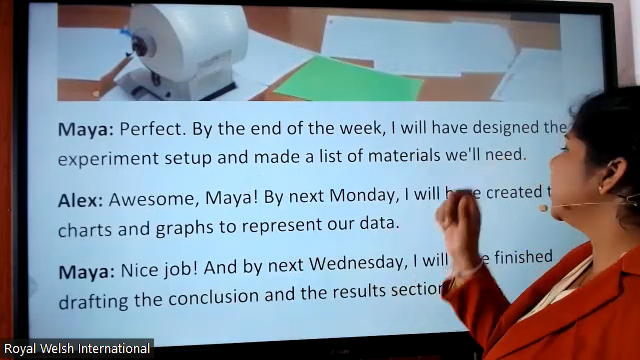 Maya: Perfect. By the end of the week, I will have designed the
experiment setup and made a list of materials we'll need.
Alex: Awesome, Maya! By next Monday, I will have created
charts and graphs to represent our data.
Maya: Nice job! And by next Wednesday, I will finished
drafting the conclusion and the results section
Royal Welsh International